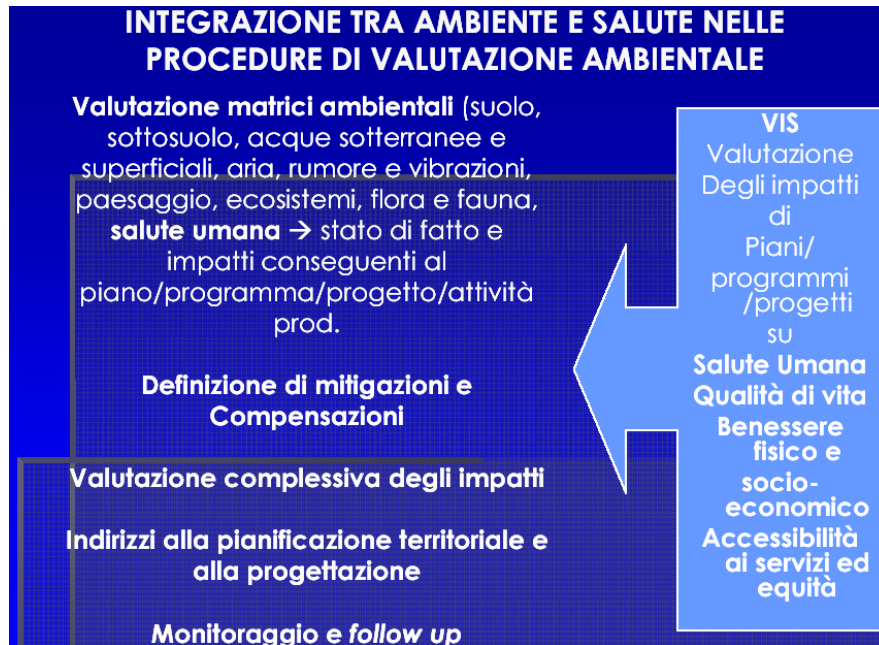 INTEGRAZIONE TRA AMBIENTE E SALUTE NELLE
PROCEDURE DI VALUTAZIONE AMBIENTALE
Valutazione matrici ambientali (suolo,
sottosuolo, acque sotterranee e
superficiali, aria, rumore e vibrazioni,
paesaggio, ecosistemi, flora e fauna,
salute umana → stato di fatto e
impatti conseguenti al
piano/programma/progetto/attività
prod.
Definizione di mitigazioni e
Compensazioni
Valutazione complessiva degli impatti
Indirizzi alla pianificazione territoriale e
alla progettazione
Monitoraggio e follow up
VIS
Valutazione
Degli impatti
di
Piani/
programmi
/progetti
su
Salute Umana
Qualità di vita
Benessere
fisico e
socio-
economico
Accessibilità
ai servizi ed
equità